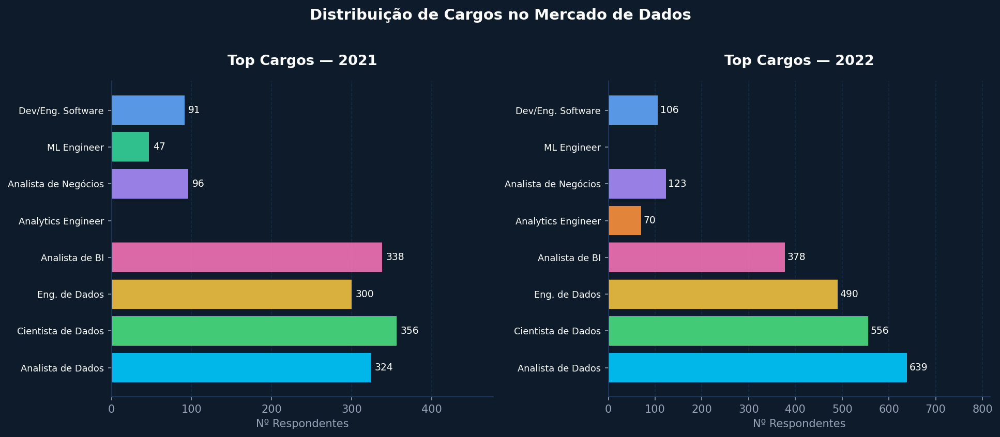 Distribuição de Cargos no Mercado de Dados
Top Cargos — 2021
Dev/Eng. Software
91
ML Engineer
47
Analista de Negócios
96
Analytics Engineer
Analista de BI
338
Eng. de Dados
300
Cientista de Dados
356
Analista de Dados
324
0 100 200 300 400
Nº Respondentes
Top Cargos — 2022
Dev/Eng. Software
106
ML Engineer
Analista de Negócios
123
Analytics Engineer
70
Analista de BI
378
Eng. de Dados
490
Cientista de Dados
556
Analista de Dados
639
0 100 200 300 400 500 600 700 800
Nº Respondentes